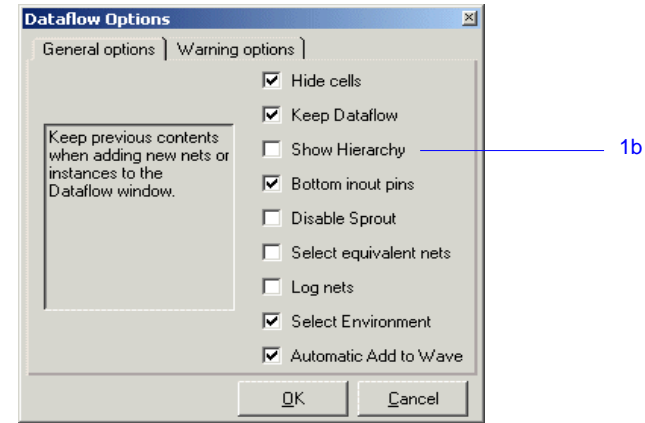 Dataflow Options
General options
Warning options
Hide cells
Keep Dataflow
Keep previous contents
when adding new nets or
instances to the
Dataflow window.
Show Hierarchy
1b
Bottom inout pins
Disable Sprout
Select equivalent nets
Log nets
Select Environment
Automatic Add to Wave
OK
Cancel